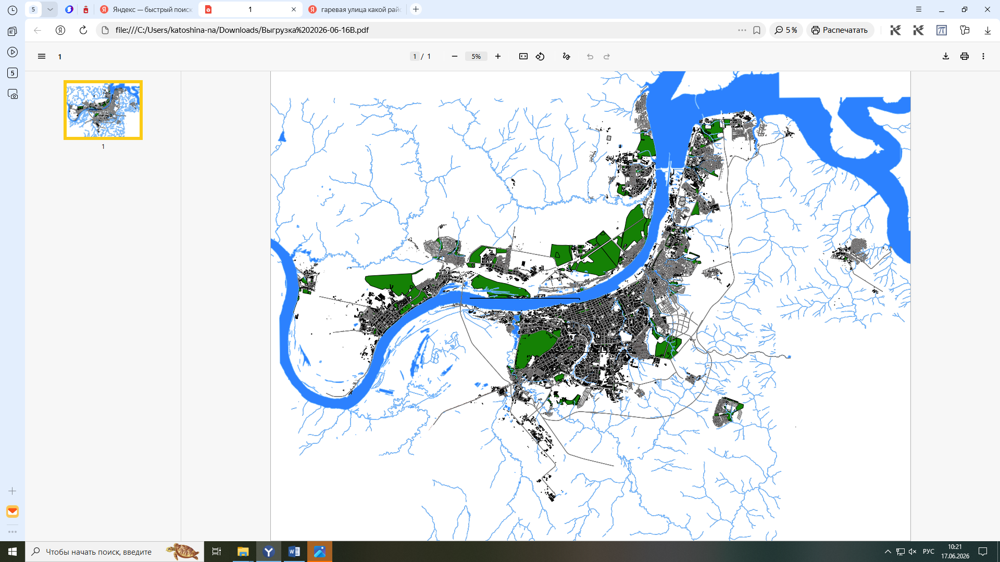 5
Яндекс — быстрый поиск
1
гаревая улица какой рай
file:///C:/Users/katoshina-na/Downloads/Выгрузка%202026-06-16В.pdf
5 %
Распечатать
1
1 / 1
5%
5
1
Чтобы начать поиск, введите
РУС
10:21
17.06.2026